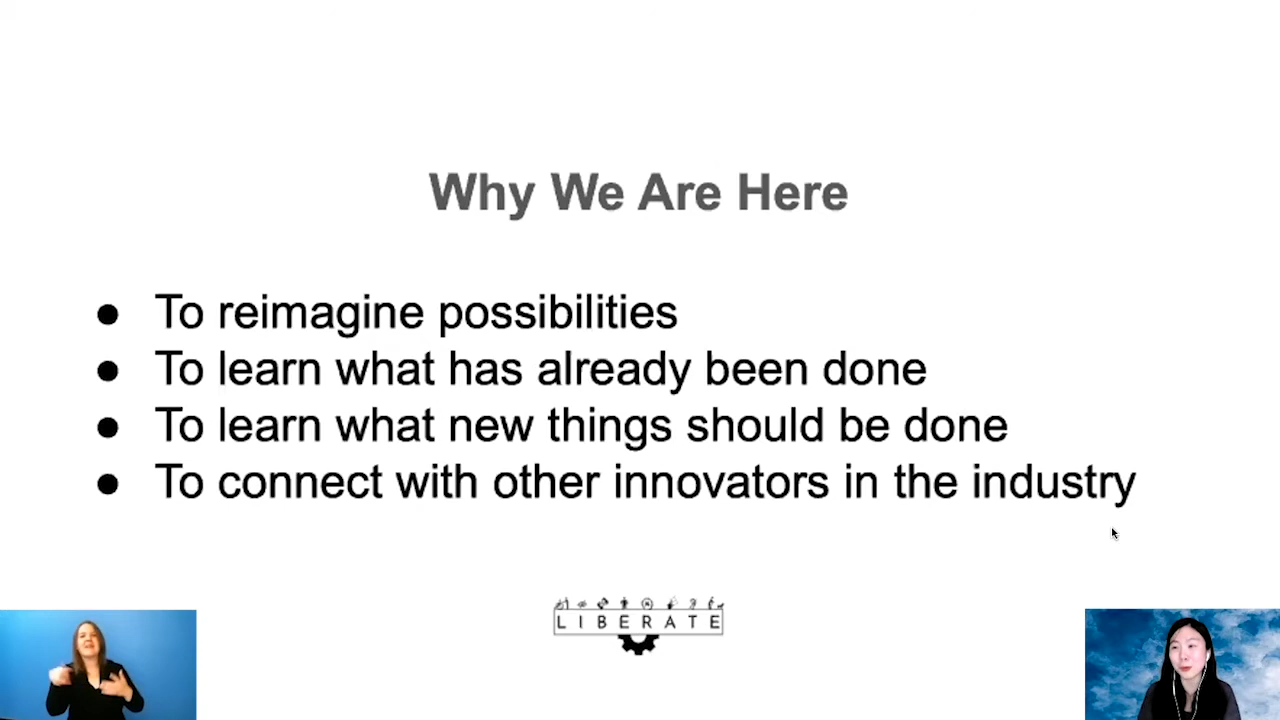 Why We Are Here
● To reimagine possibilities
● To learn what has already been done
● To learn what new things should be done
● To connect with other innovators in the industry
LIBERATE